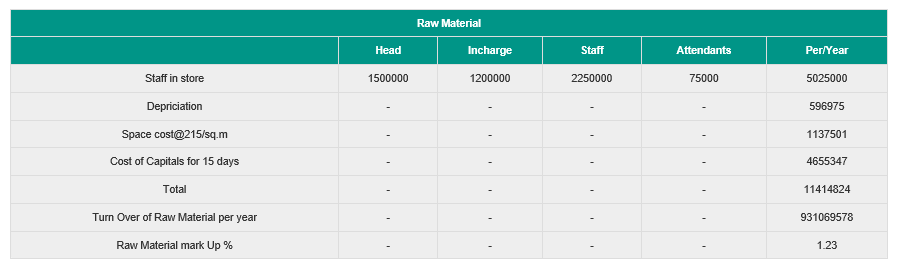 Raw Material
Head Incharge Staff Attendants Per/Year
Staff in store 1500000 1200000 2250000 75000 5025000
Depriciation - - - - 596975
Space cost@215/sq.m - - - - 1137501
Cost of Capitals for 15 days - - - - 4655347
Total - - - - 11414824
Turn Over of Raw Material per year - - - - 931069578
Raw Material mark Up % - - - - 1.23